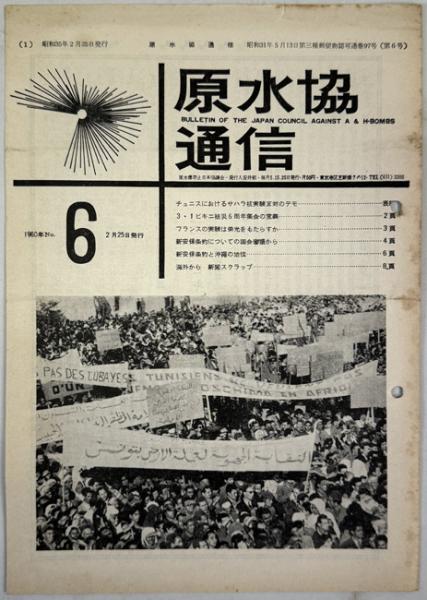 (1) 昭和35年2月25日発行 原水協通信 昭和31年5月13日第三種郵便物認可通巻97号(第6号)
原水協
BULLETIN OF THE JAPAN COUNCIL AGAINST A & H-BOMBS
通信
1960年No. 6 2月25日発行
チュニスにおけるサハラ核実験反対のデモ 表紙
3・1ビキニ被災6周年集会の意義 2頁
フランスの実験は栄光をもたらすか 3頁
新安保条約についての国会審議から 4頁
新安保条約と沖縄の地位 6頁
海外から 新聞スクラップ 8頁
PAS DES CUBAYES TUNISIENS
D'UN OSCHIMA EN AFRIQ